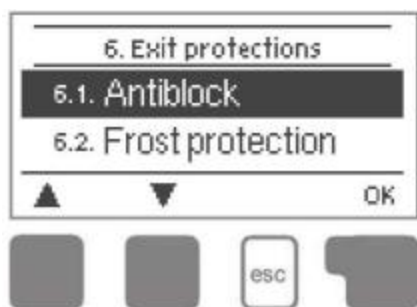 6. Exit protections
6.1. Antiblock
6.2. Frost protection
▲ ▼ OK
esc